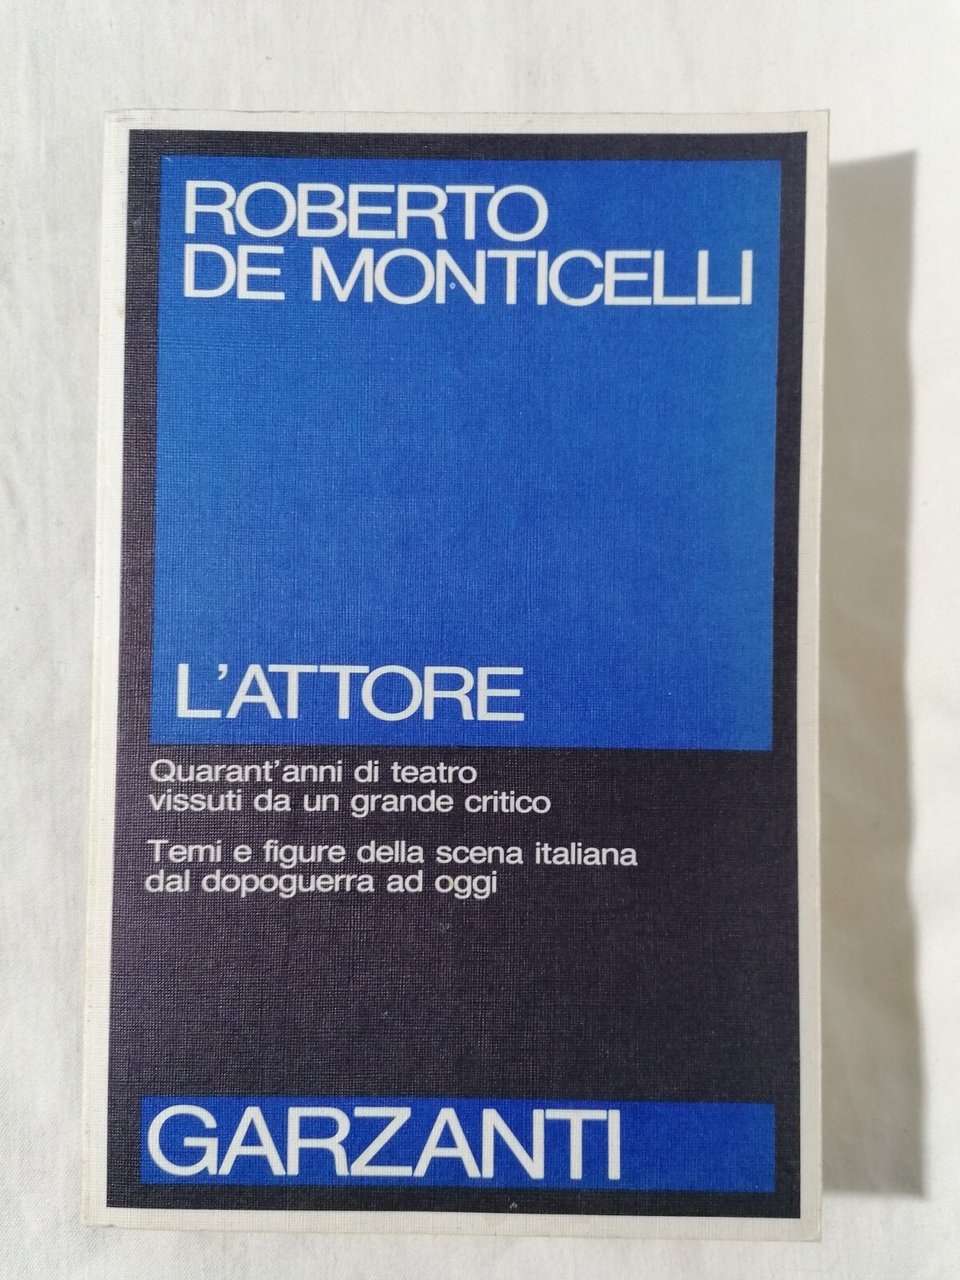 ROBERTO
DE MONTICELLI
L'ATTORE
Quarant'anni di teatro
vissuti da un grande critico
Temi e figure della scena italiana
dal dopoguerra ad oggi
GARZANTI